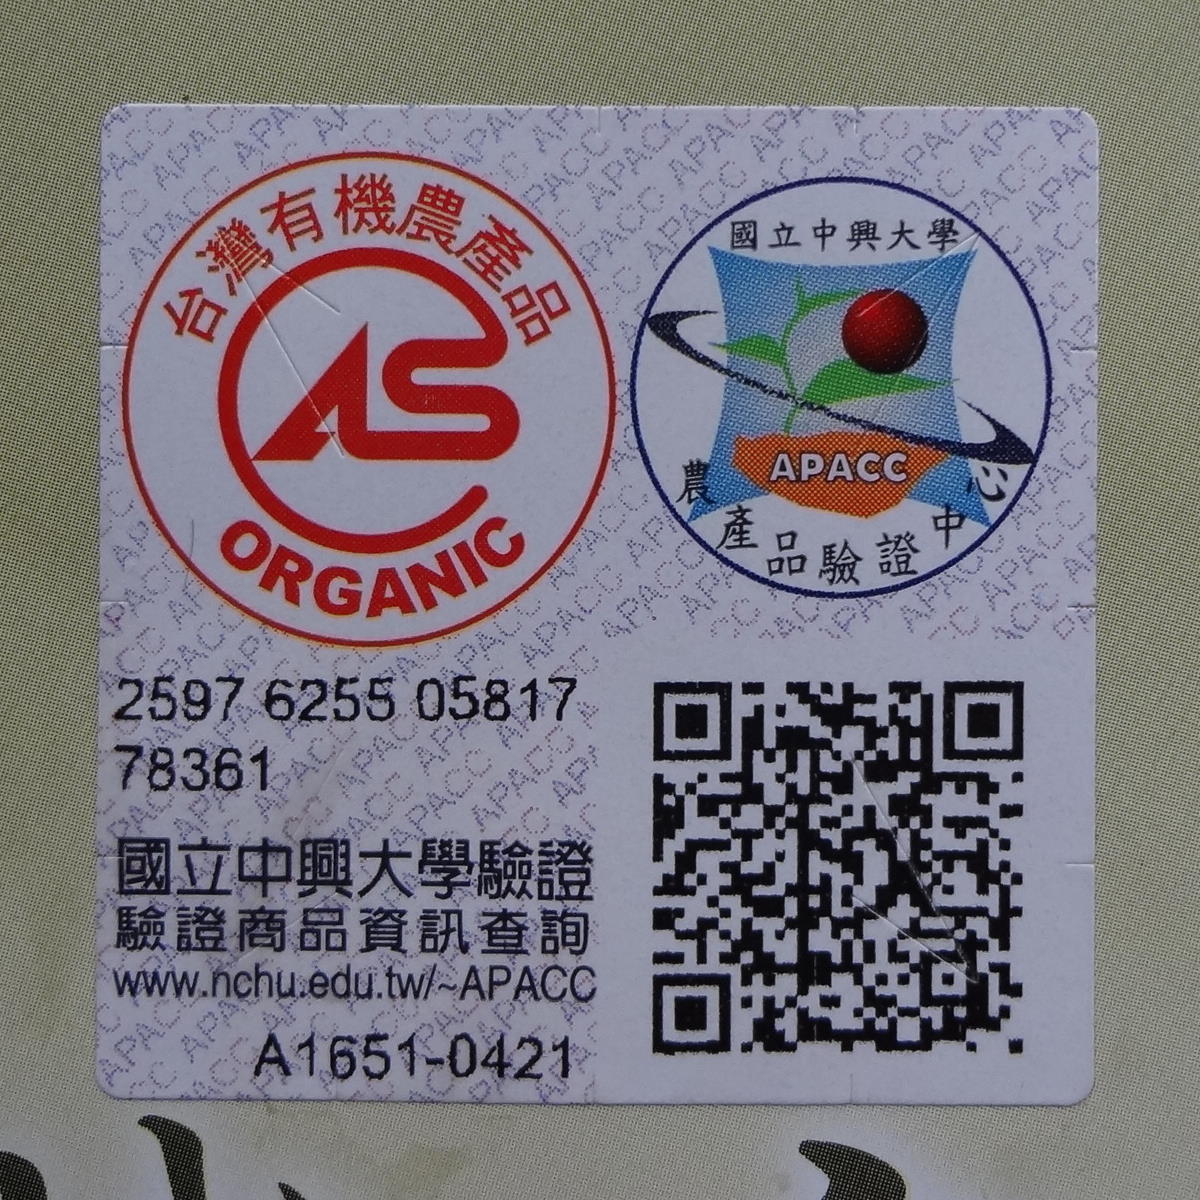 台灣有機農產品
CAS
ORGANIC
國立中興大學
APACC
農產品驗證中心
2597 6255 05817
78361
國立中興大學驗證
驗證商品資訊查詢
www.nchu.edu.tw/~APACC
A1651-0421